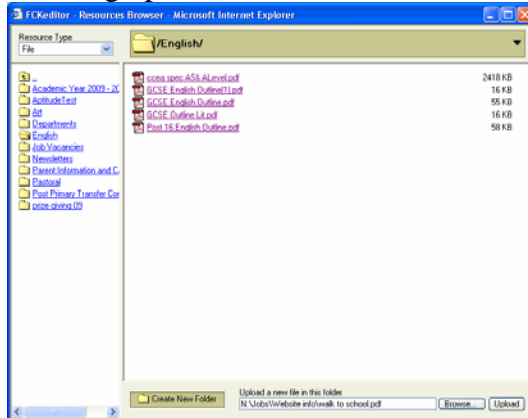 FCKeditor - Resources Browser - Microsoft Internet Explorer
Resource Type
File
/English/
..
Academic Year 2009 - 20
AptitudeTest
Art
Departments
English
Job Vacancies
Newsletters
Parent Information and C
Pastoral
Post Primary Transfer Cor
prize giving 09
ccea spec AS& ALevel.pdf 2418 KB
GCSE English Outline(1).pdf 16 KB
GCSE English Outline.pdf 55 KB
GCSE Outline Lit.pdf 16 KB
Post 16 English Outline.pdf 58 KB
Create New Folder
Upload a new file in this folder
N:\Jobs\Website info\walk to school.pdf
Browse...
Upload